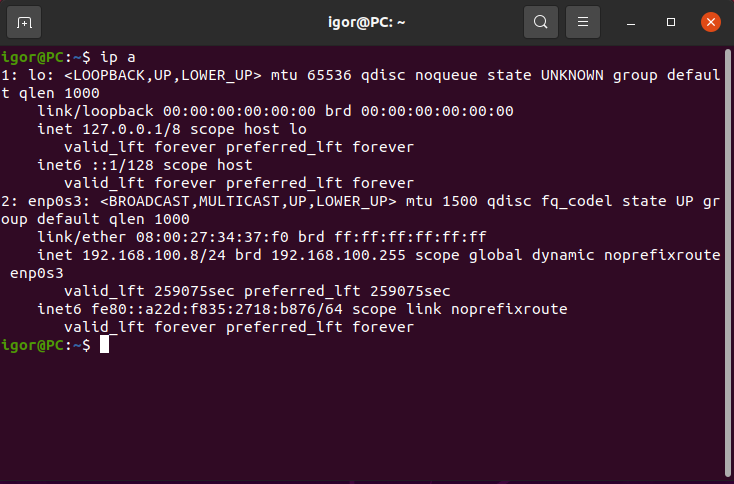 igor@PC: ~
igor@PC:~$ ip a
1: lo: <LOOPBACK,UP,LOWER_UP> mtu 65536 qdisc noqueue state UNKNOWN group defaul
t qlen 1000
    link/loopback 00:00:00:00:00:00 brd 00:00:00:00:00:00
    inet 127.0.0.1/8 scope host lo
       valid_lft forever preferred_lft forever
    inet6 ::1/128 scope host
       valid_lft forever preferred_lft forever
2: enp0s3: <BROADCAST,MULTICAST,UP,LOWER_UP> mtu 1500 qdisc fq_codel state UP gr
oup default qlen 1000
    link/ether 08:00:27:34:37:f0 brd ff:ff:ff:ff:ff:ff
    inet 192.168.100.8/24 brd 192.168.100.255 scope global dynamic noprefixroute
 enp0s3
       valid_lft 259075sec preferred_lft 259075sec
    inet6 fe80::a22d:f835:2718:b876/64 scope link noprefixroute
       valid_lft forever preferred_lft forever
igor@PC:~$